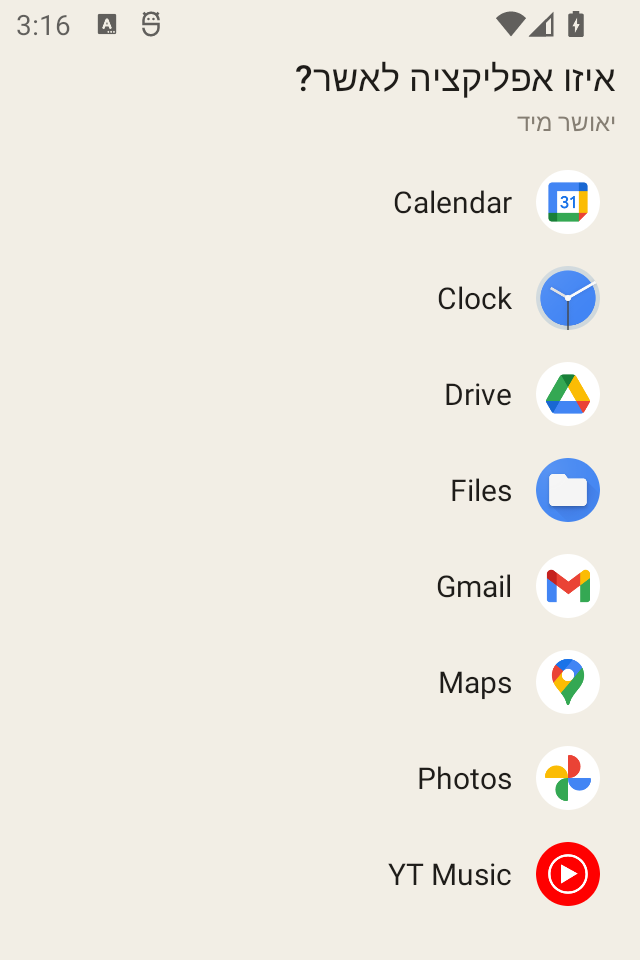 3:16
איזו אפליקציה לאשר?
יאושר מיד
Calendar
31
Clock
Drive
Files
Gmail
Maps
Photos
YT Music